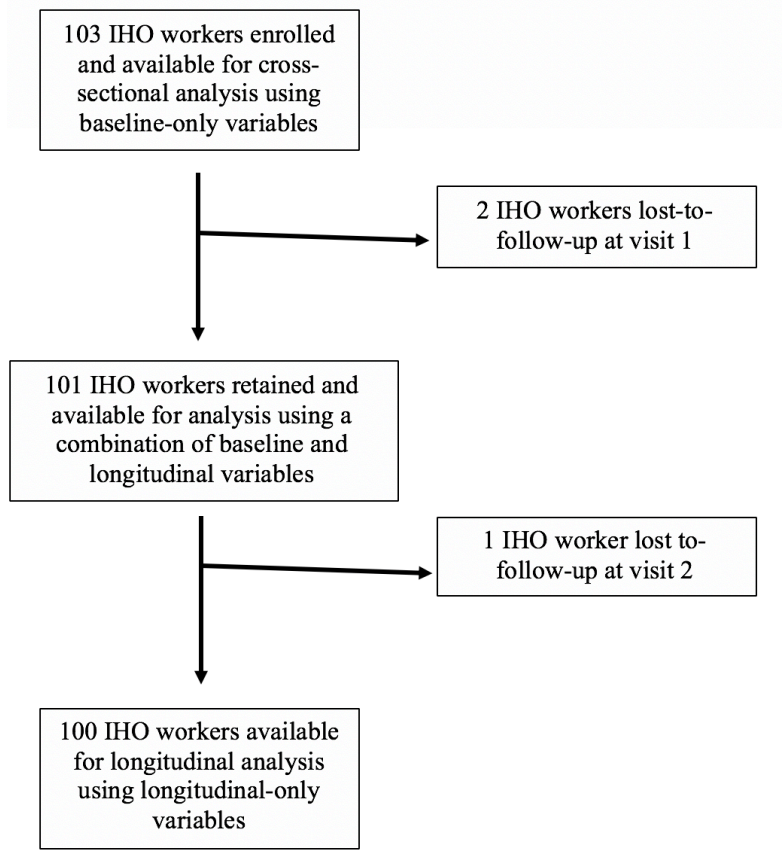 103 IHO workers enrolled
and available for cross-
sectional analysis using
baseline-only variables
2 IHO workers lost-to-
follow-up at visit 1
101 IHO workers retained and
available for analysis using a
combination of baseline and
longitudinal variables
1 IHO worker lost to-
follow-up at visit 2
100 IHO workers available
for longitudinal analysis
using longitudinal-only
variables